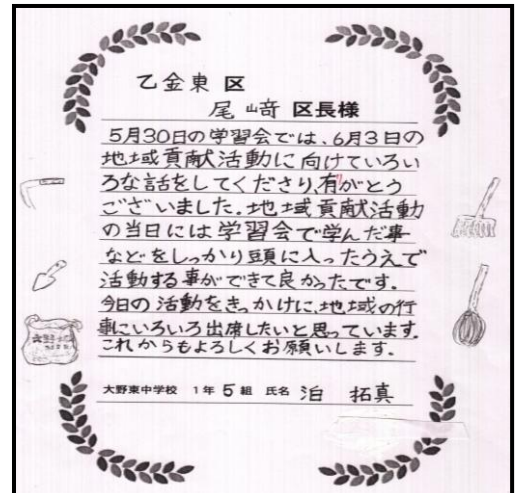 乙金東 区
尾﨑 区長様
5月30日の学習会では、6月3日の
地域貢献活動に向けていろい
ろな話をしてくださり、有がとう
ございました。地域貢献活動
の当日には学習会で学んだ事
などをしっかり頭に入ったうえで
活動する事ができて良かったです。
今日の活動をきっかけに、地域の行
事にいろいろ出席したいと思っています。
これからもよろしくお願いします。
大野東中学校 1年 5組 氏名 泊 拓真